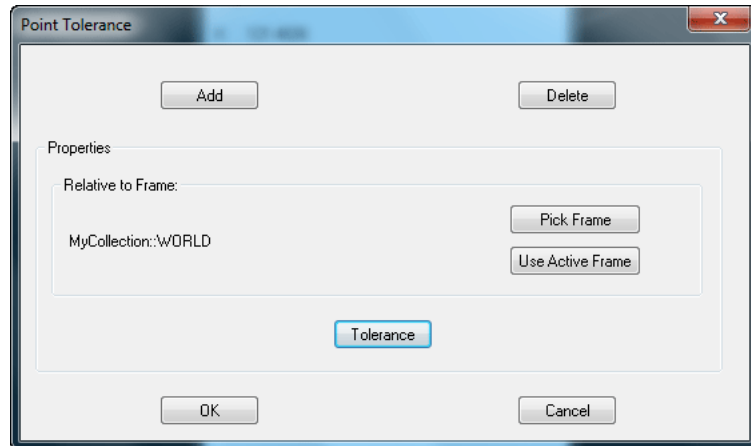 Point Tolerance
Add
Delete
Properties
Relative to Frame:
MyCollection::WORLD
Pick Frame
Use Active Frame
Tolerance
OK
Cancel